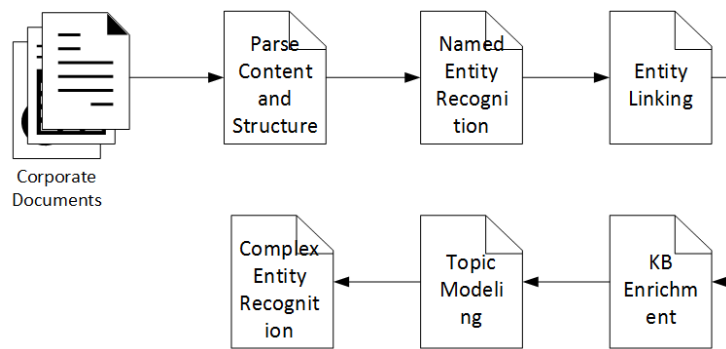 Parse
Content
and
Structure
Named
Entity
Recogni
tion
Entity
Linking
Corporate
Documents
Complex
Entity
Recognit
ion
Topic
Modeli
ng
KB
Enrichm
ent